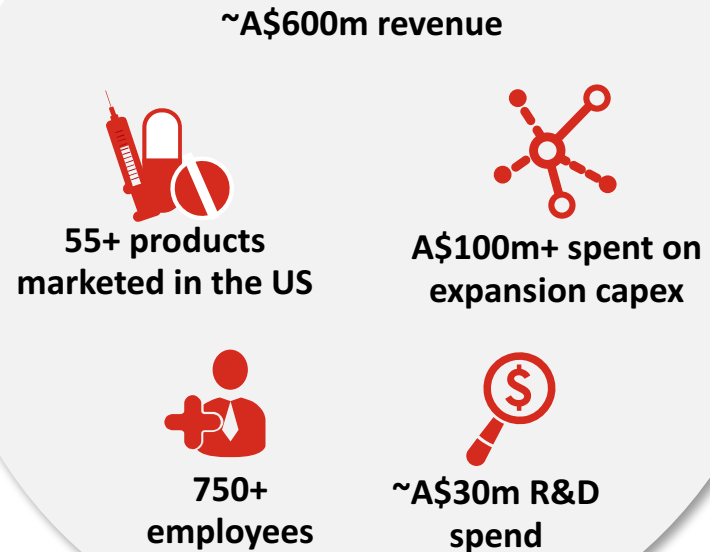 ~A$600m revenue
55+ products
marketed in the US
A$100m+ spent on
expansion capex
750+
employees
~A$30m R&D
spend